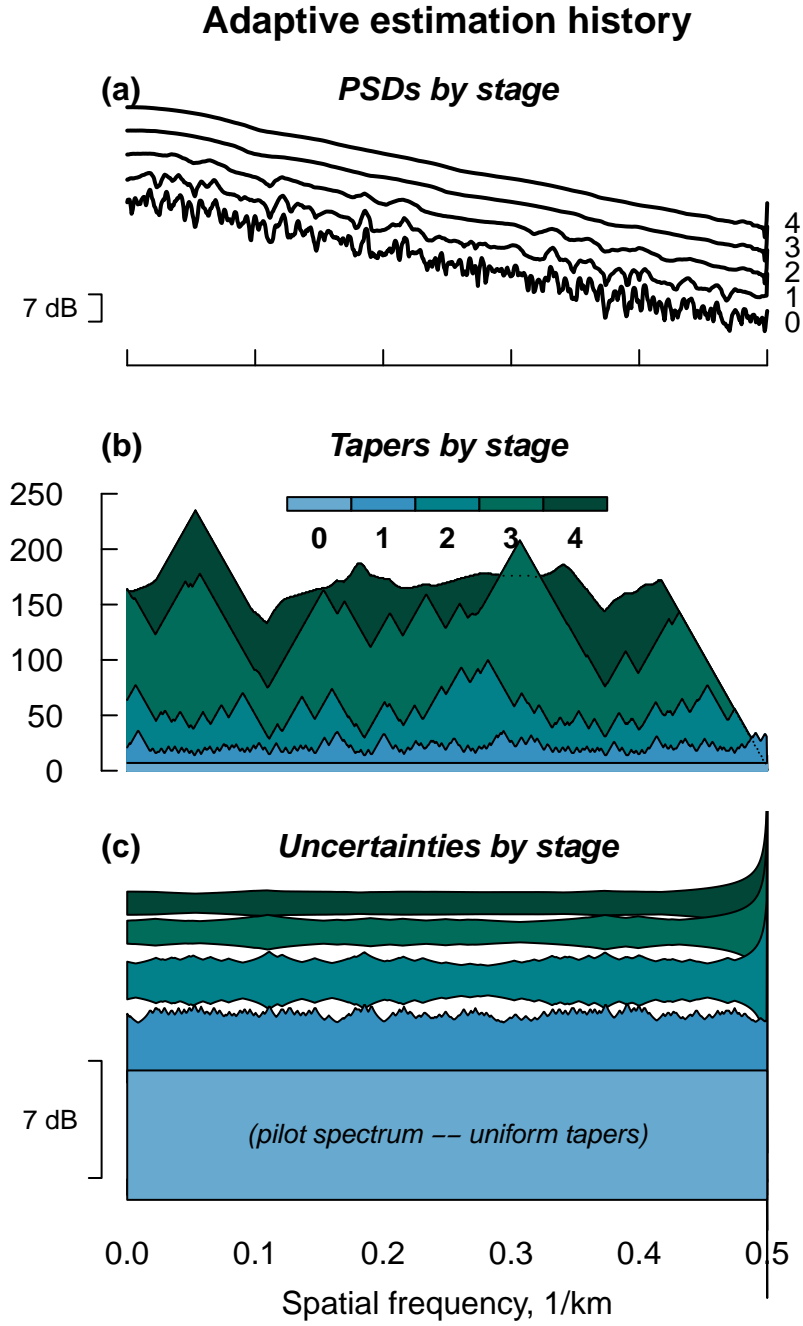 Adaptive estimation history
(a) PSDs by stage
4
3
2
1
0
7 dB
(b) Tapers by stage
250
200
150
100
50
0
0 1 2 3 4
(c) Uncertainties by stage
7 dB
(pilot spectrum −− uniform tapers)
0.0 0.1 0.2 0.3 0.4 0.5
Spatial frequency, 1/km